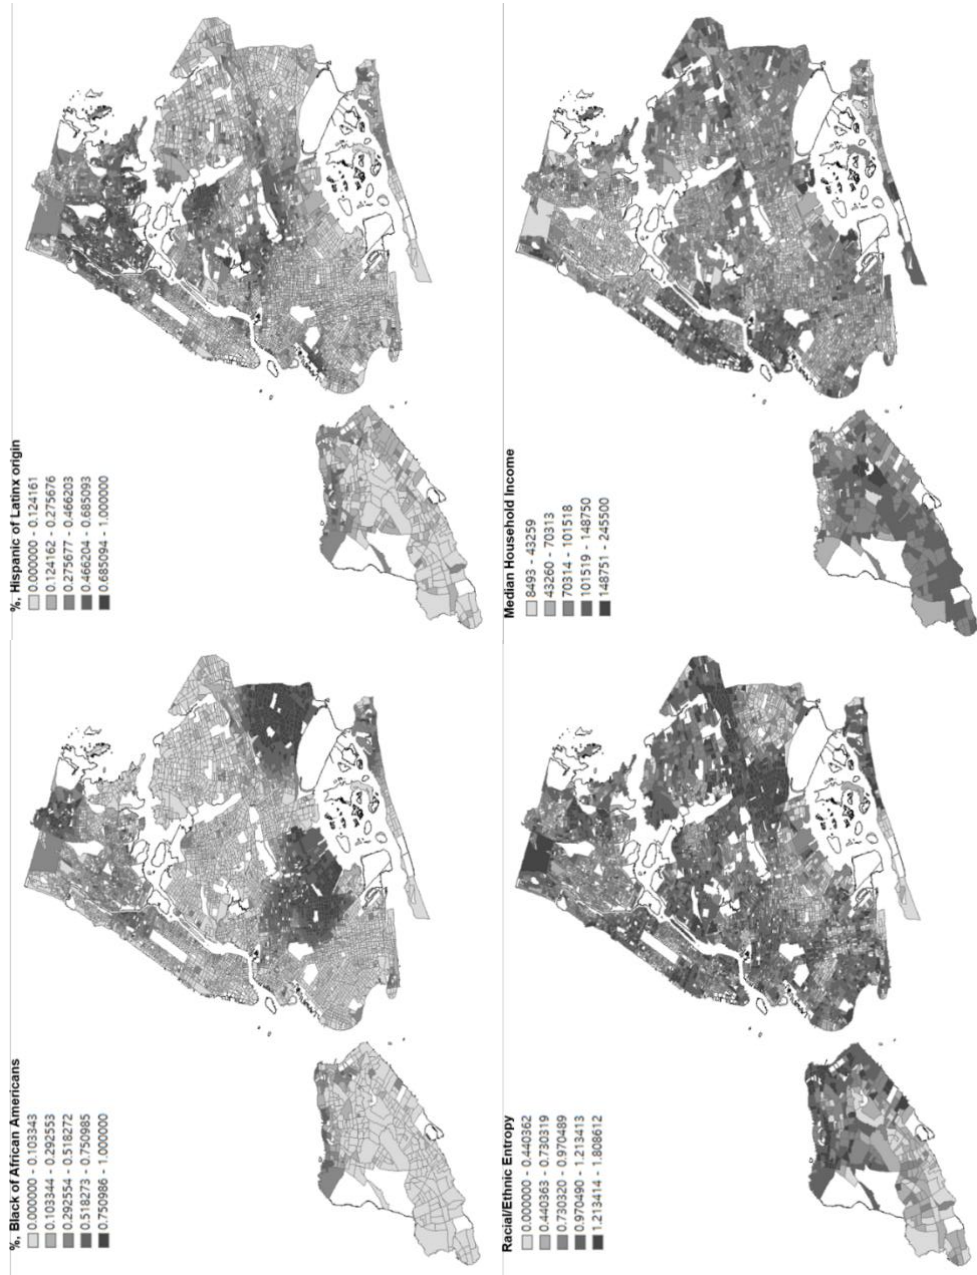 %, Black of African Americans
0.000000 - 0.103343
0.103344 - 0.292553
0.292554 - 0.518272
0.518273 - 0.750985
0.750986 - 1.000000
%, Hispanic of Latinx origin
0.000000 - 0.124161
0.124162 - 0.275676
0.275677 - 0.466203
0.466204 - 0.685093
0.685094 - 1.000000
Racial/Ethnic Entropy
0.000000 - 0.440362
0.440363 - 0.730319
0.730320 - 0.970489
0.970490 - 1.213413
1.213414 - 1.808612
Median Household Income
8493 - 43259
43260 - 70313
70314 - 101518
101519 - 148750
148751 - 245500